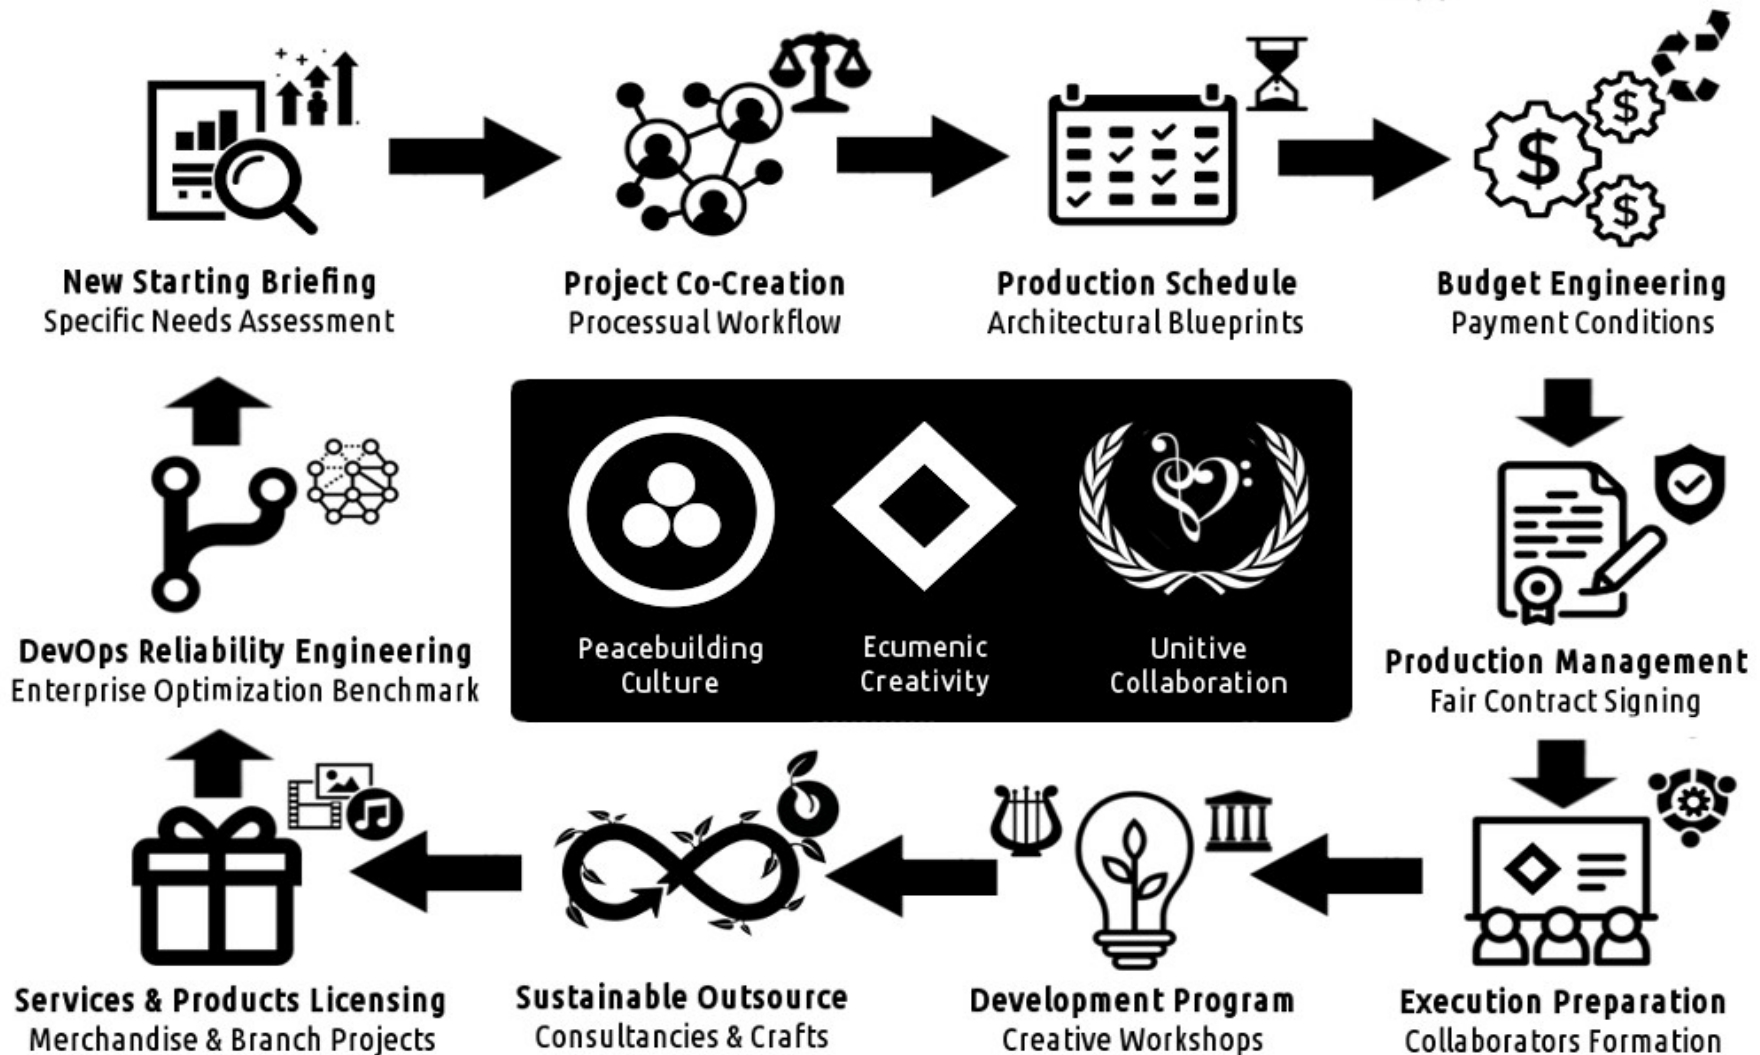 New Starting Briefing
Specific Needs Assessment
Project Co-Creation
Processual Workflow
Production Schedule
Architectural Blueprints
$
$
$
Budget Engineering
Payment Conditions
DevOps Reliability Engineering
Enterprise Optimization Benchmark
Peacebuilding
Culture
Ecumenic
Creativity
Unitive
Collaboration
Production Management
Fair Contract Signing
Services & Products Licensing
Merchandise & Branch Projects
Sustainable Outsource
Consultancies & Crafts
Development Program
Creative Workshops
Execution Preparation
Collaborators Formation